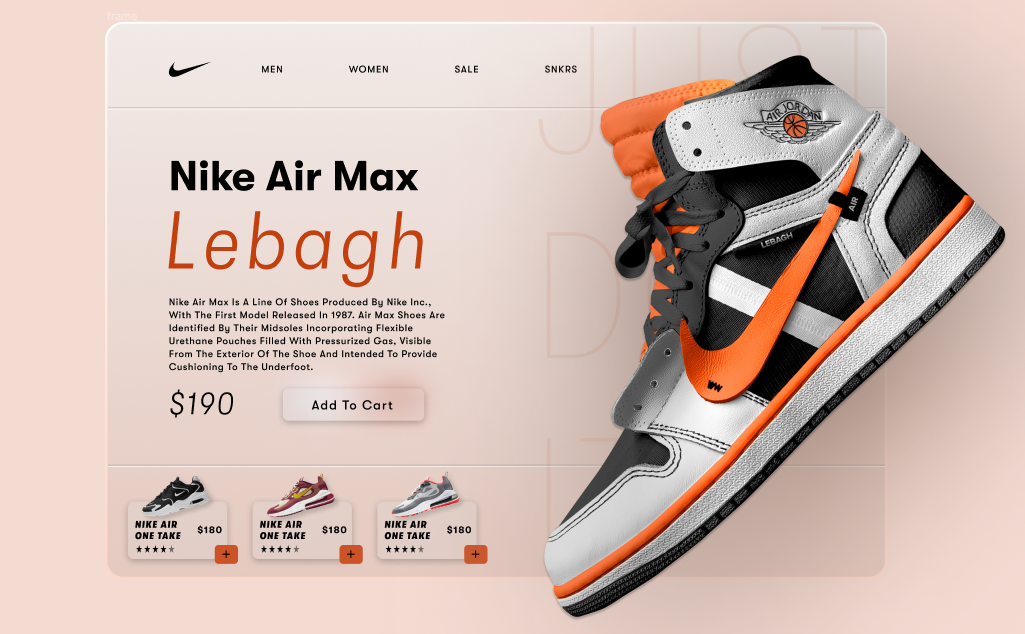 frame
JUST
MEN WOMEN SALE SNKRS
AIR JORDAN
AIR
LEBAGH
Nike Air Max
Lebagh
D
Nike Air Max Is A Line Of Shoes Produced By Nike Inc.,
With The First Model Released In 1987. Air Max Shoes Are
Identified By Their Midsoles Incorporating Flexible
Urethane Pouches Filled With Pressurized Gas, Visible
From The Exterior Of The Shoe And Intended To Provide
Cushioning To The Underfoot.
$190 Add To Cart
NIKE AIR
ONE TAKE
$180
+
NIKE AIR
ONE TAKE
$180
+
NIKE AIR
ONE TAKE
$180
+